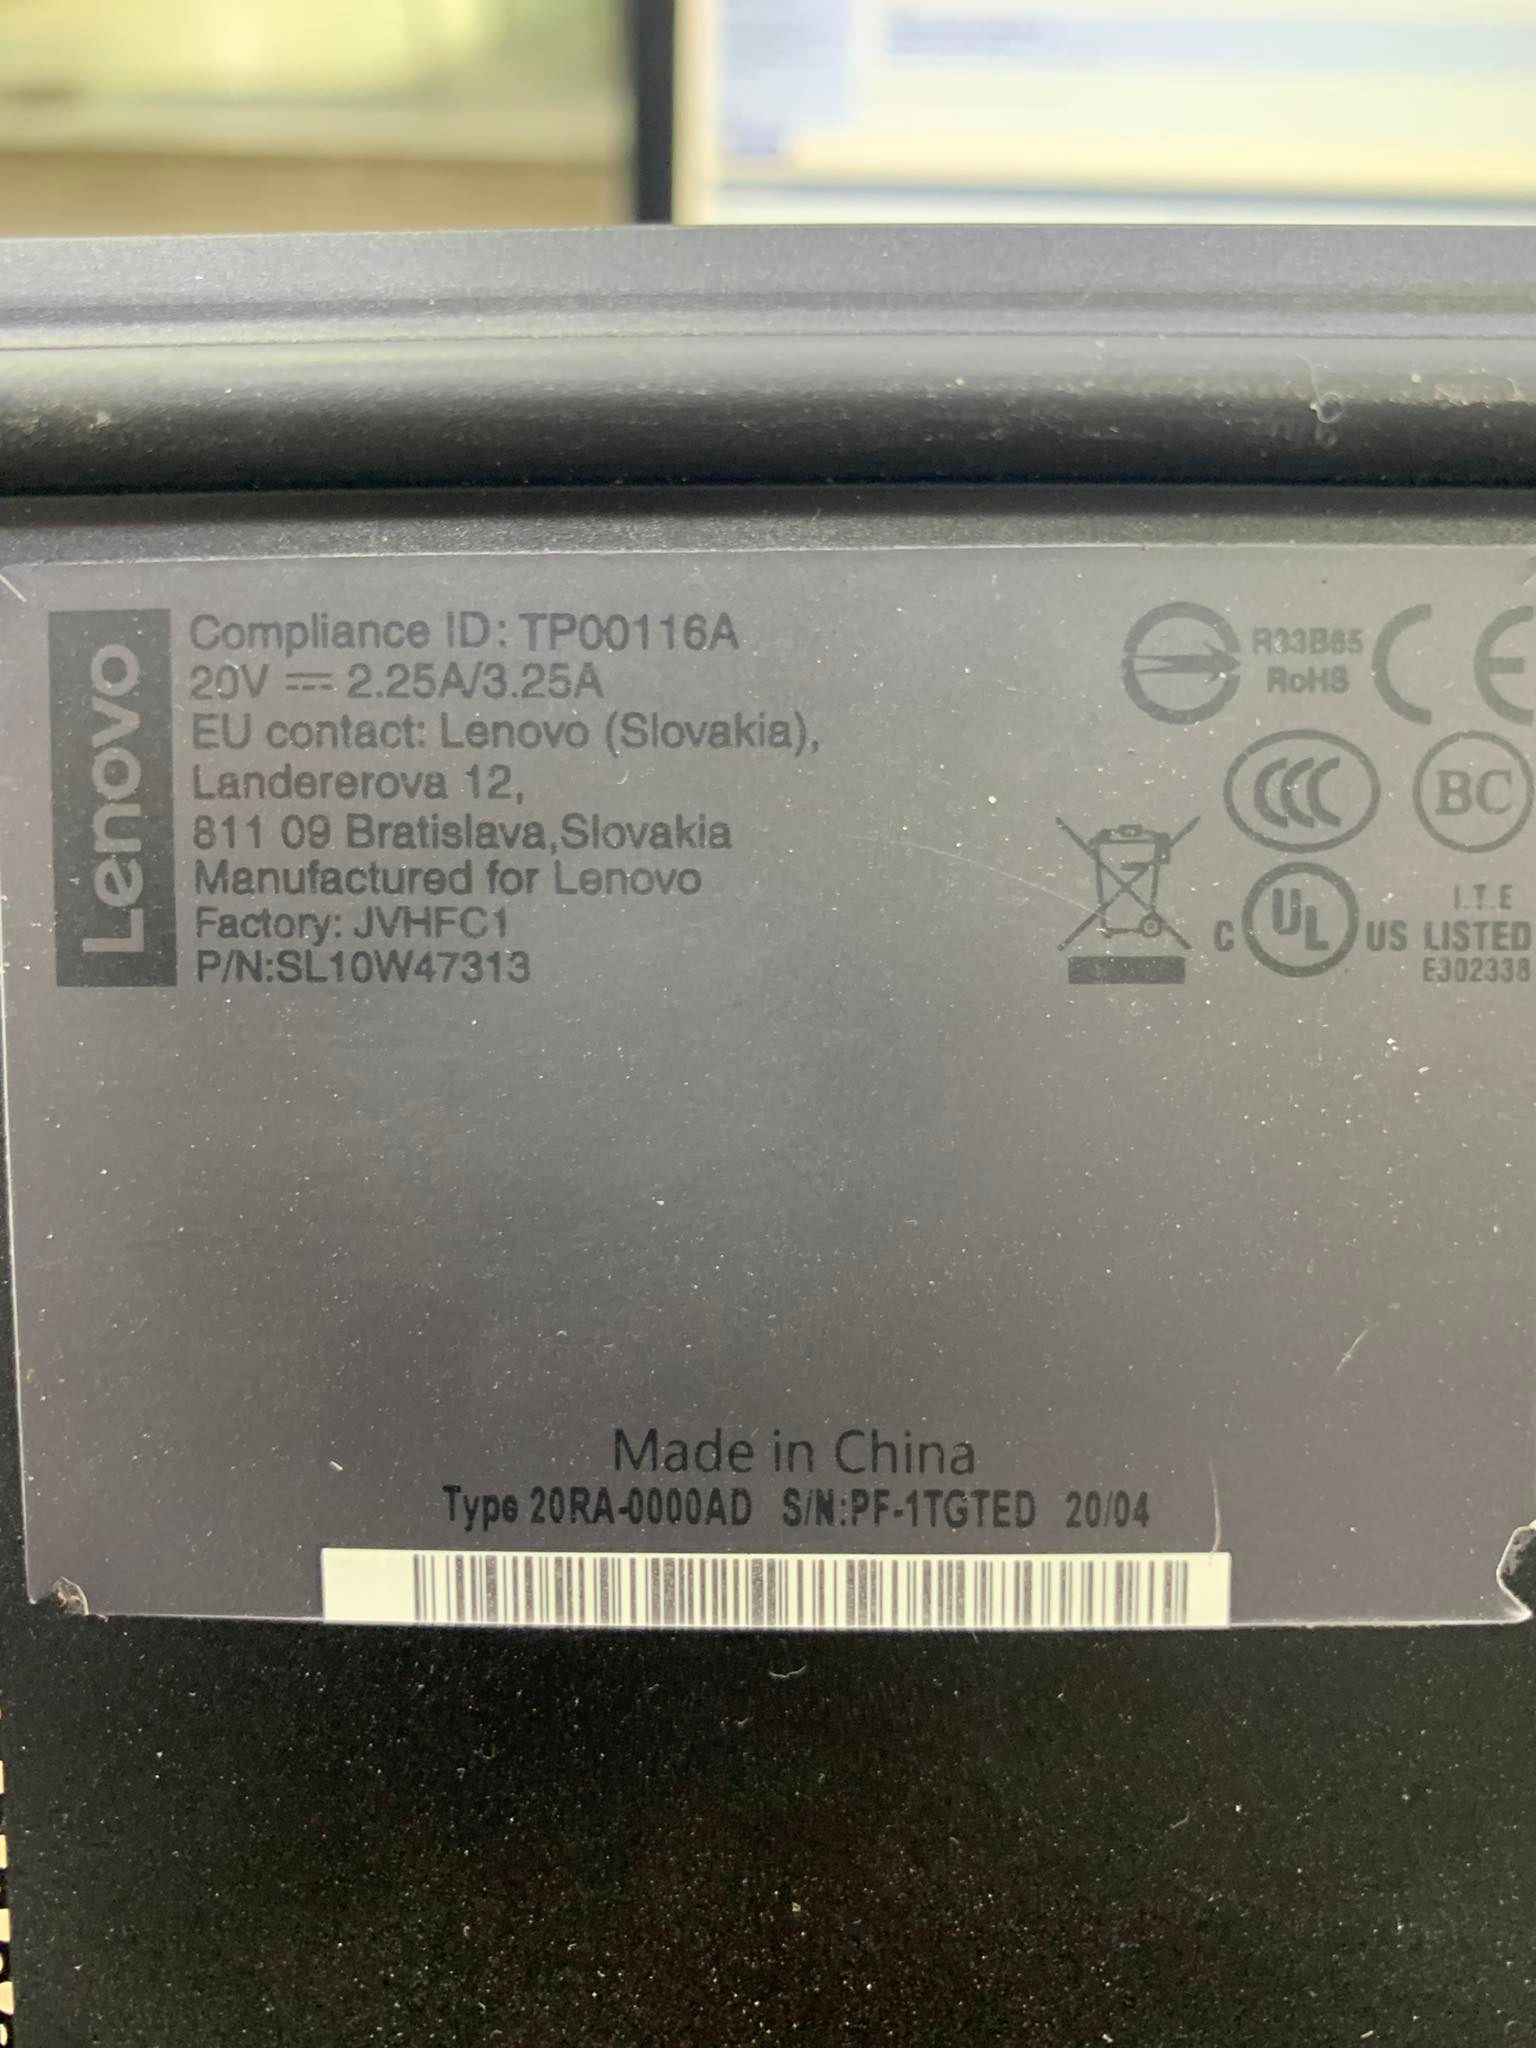 Lenovo
Compliance ID: TP00116A
20V ⎓ 2.25A/3.25A
EU contact: Lenovo (Slovakia),
Landererova 12,
811 09 Bratislava,Slovakia
Manufactured for Lenovo
Factory: JVHFC1
P/N:SL10W47313
R33B65
RoHS
CE
CCC
BC
C UL US
I.T.E
LISTED
E302338
Made in China
Type 20RA-0000AD S/N:PF-1TGTED 20/04